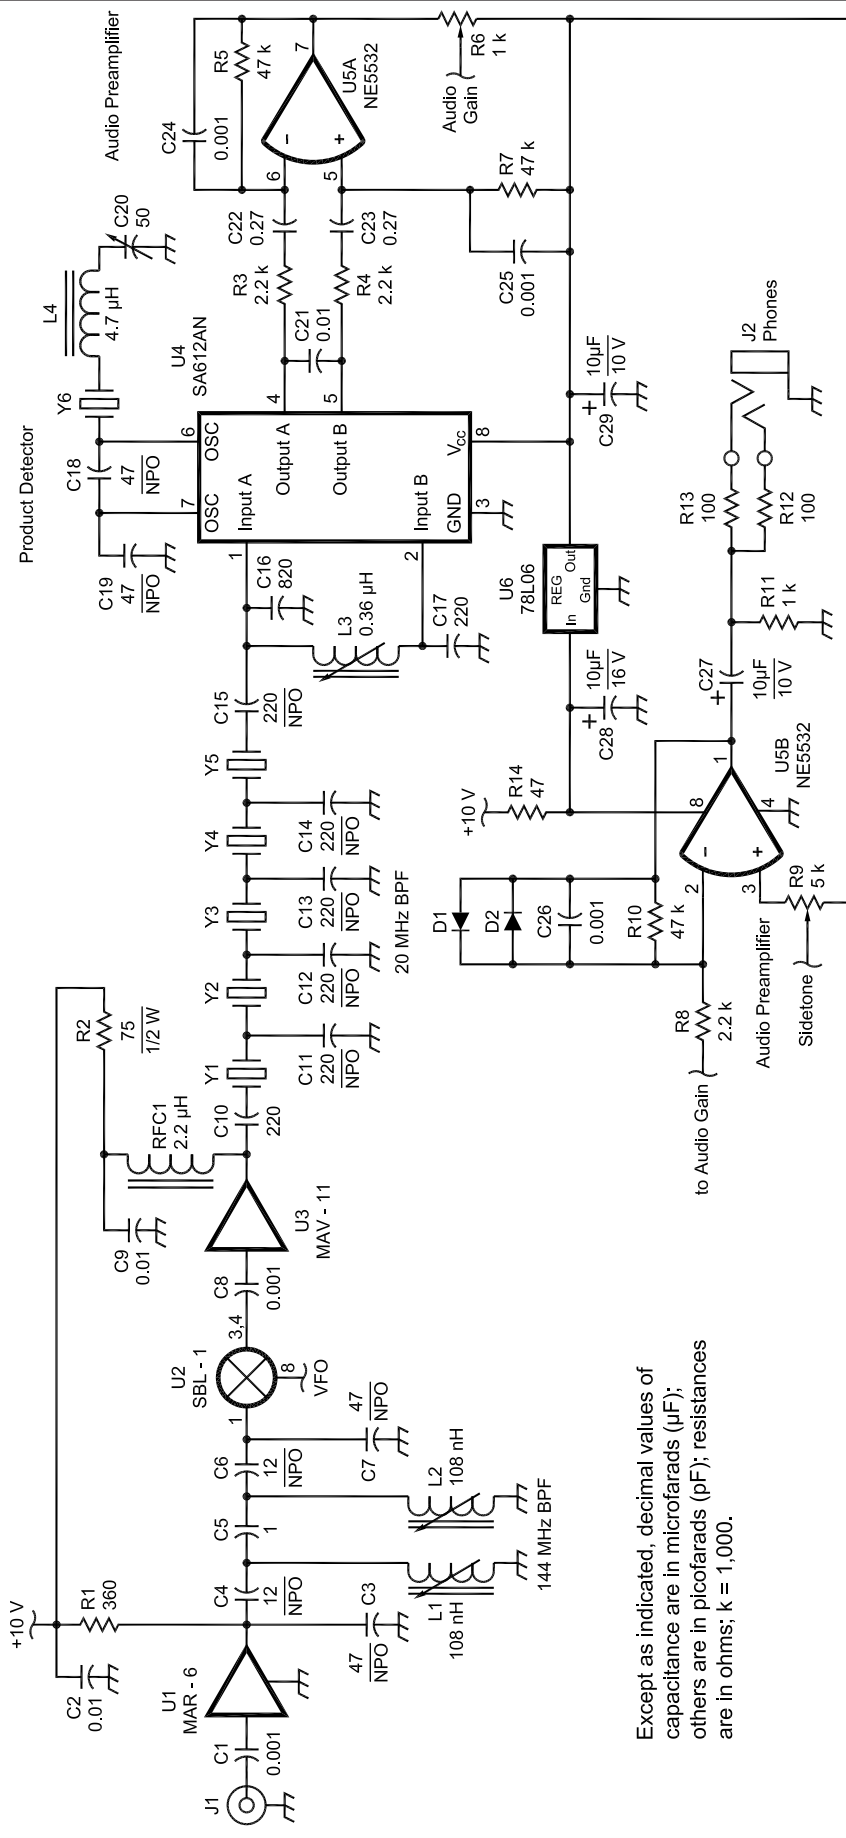 Audio Preamplifier
R5
47 k
7
U5A
NE5532
R6
1 k
Audio
Gain
C24
0.001
−
+
6
5
R7
47 k
C22
0.27
C23
0.27
C25
0.001
R3
2.2 k
R4
2.2 k
C21
0.01
C20
50
L4
4.7 µH
Y6
U4
SA612AN
Product Detector
C18
47
NPO
C19
47
NPO
6
OSC
7
OSC
4
Output A
5
Output B
8
Vcc
3
GND
1
Input A
2
Input B
10µF
10 V
+
C29
U6
78L06
REG
In
Out
Gnd
10µF
16 V
+
C28
R14
47
+10 V
C16
820
L3
0.36 µH
C17
220
C15
220
NPO
Y5
Y4
Y3
Y2
Y1
C14
220
NPO
C13
220
NPO
C12
220
NPO
C11
220
NPO
20 MHz BPF
C10
220
R2
75
1/2 W
RFC1
2.2 µH
C9
0.01
U3
MAV - 11
C8
0.001
3,4
U2
SBL - 1
8
VFO
1
C6
12
NPO
C7
47
NPO
C5
1
L2
108 nH
L1
108 nH
144 MHz BPF
C4
12
NPO
C3
47
NPO
+10 V
R1
360
C2
0.01
U1
MAR - 6
C1
0.001
J1
J2
Phones
R13
100
R12
100
R11
1 k
C27
+
10µF
10 V
U5B
NE5532
1
8
4
−
+
2
3
R9
5 k
Sidetone
Audio Preamplifier
D1
D2
C26
0.001
R10
47 k
R8
2.2 k
to Audio Gain
Except as indicated, decimal values of
capacitance are in microfarads (µF);
others are in picofarads (pF); resistances
are in ohms; k = 1,000.